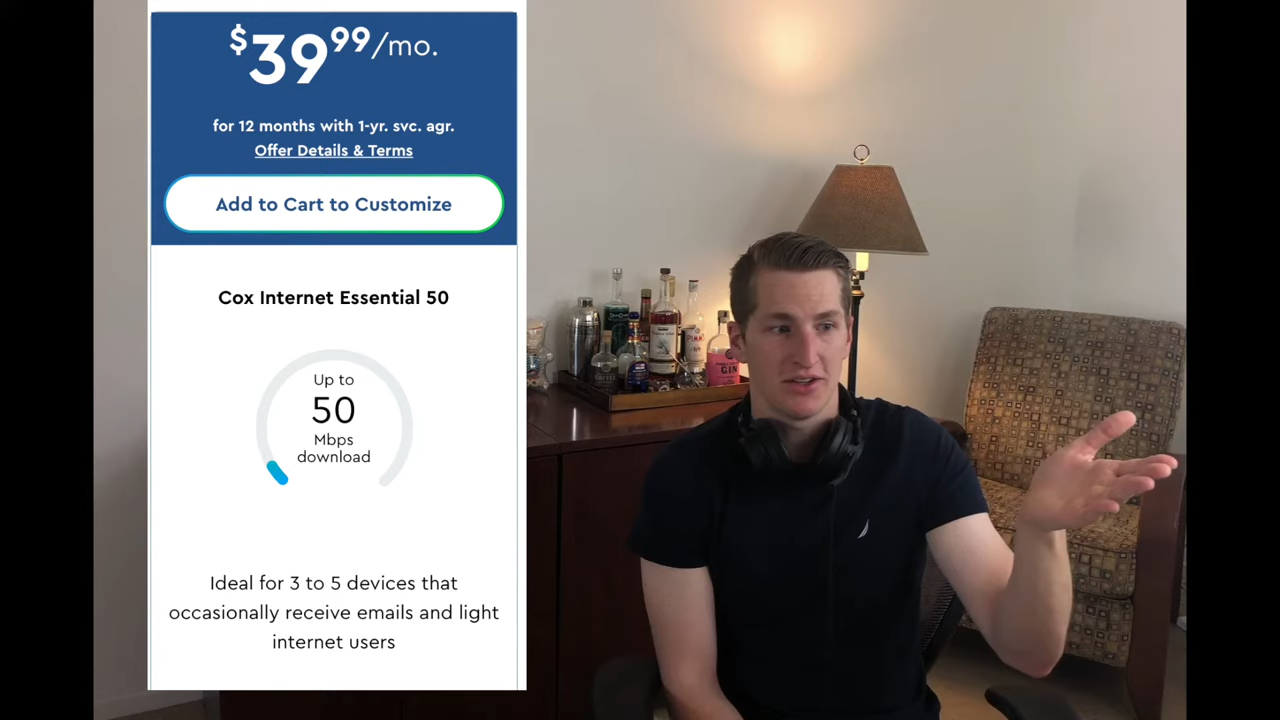 $39.99/mo.
for 12 months with 1-yr. svc. agr.
Offer Details & Terms
Add to Cart to Customize
Cox Internet Essential 50
Up to
50
Mbps
download
Ideal for 3 to 5 devices that
occasionally receive emails and light
internet users
GIN